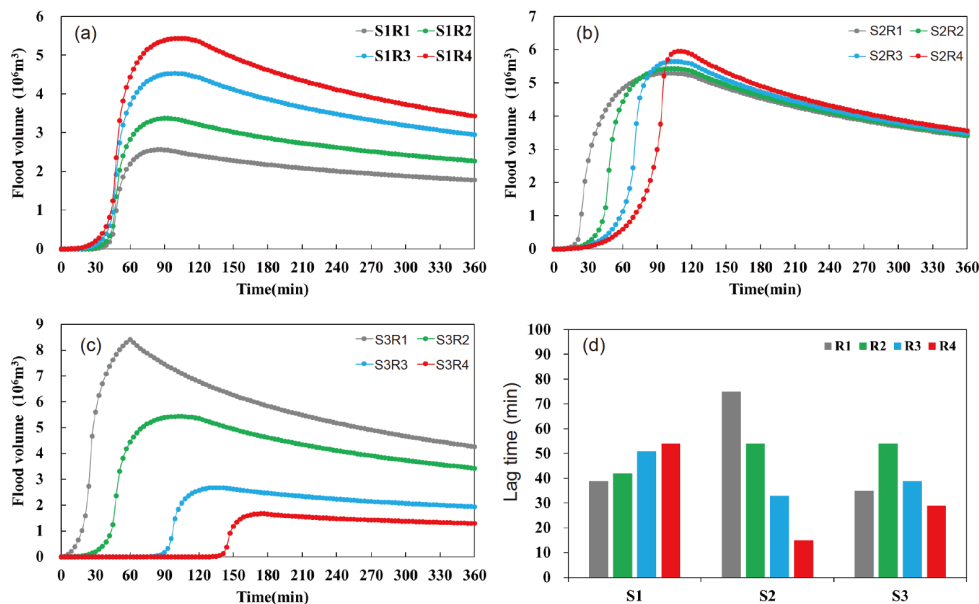 (a)
S1R1 S1R2
S1R3 S1R4
Flood volume (10⁶m³)
6
5
4
3
2
1
0
0 30 60 90 120 150 180 210 240 270 300 330 360
Time(min)
(b)
S2R1 S2R2
S2R3 S2R4
Flood volume (10⁶m³)
7
6
5
4
3
2
1
0
0 30 60 90 120 150 180 210 240 270 300 330 360
Time(min)
(c)
S3R1 S3R2
S3R3 S3R4
Flood volume (10⁶m³)
9
8
7
6
5
4
3
2
1
0
0 30 60 90 120 150 180 210 240 270 300 330 360
Time(min)
(d)
R1 R2 R3 R4
Lag time (min)
100
90
80
70
60
50
40
30
20
10
0
S1 S2 S3